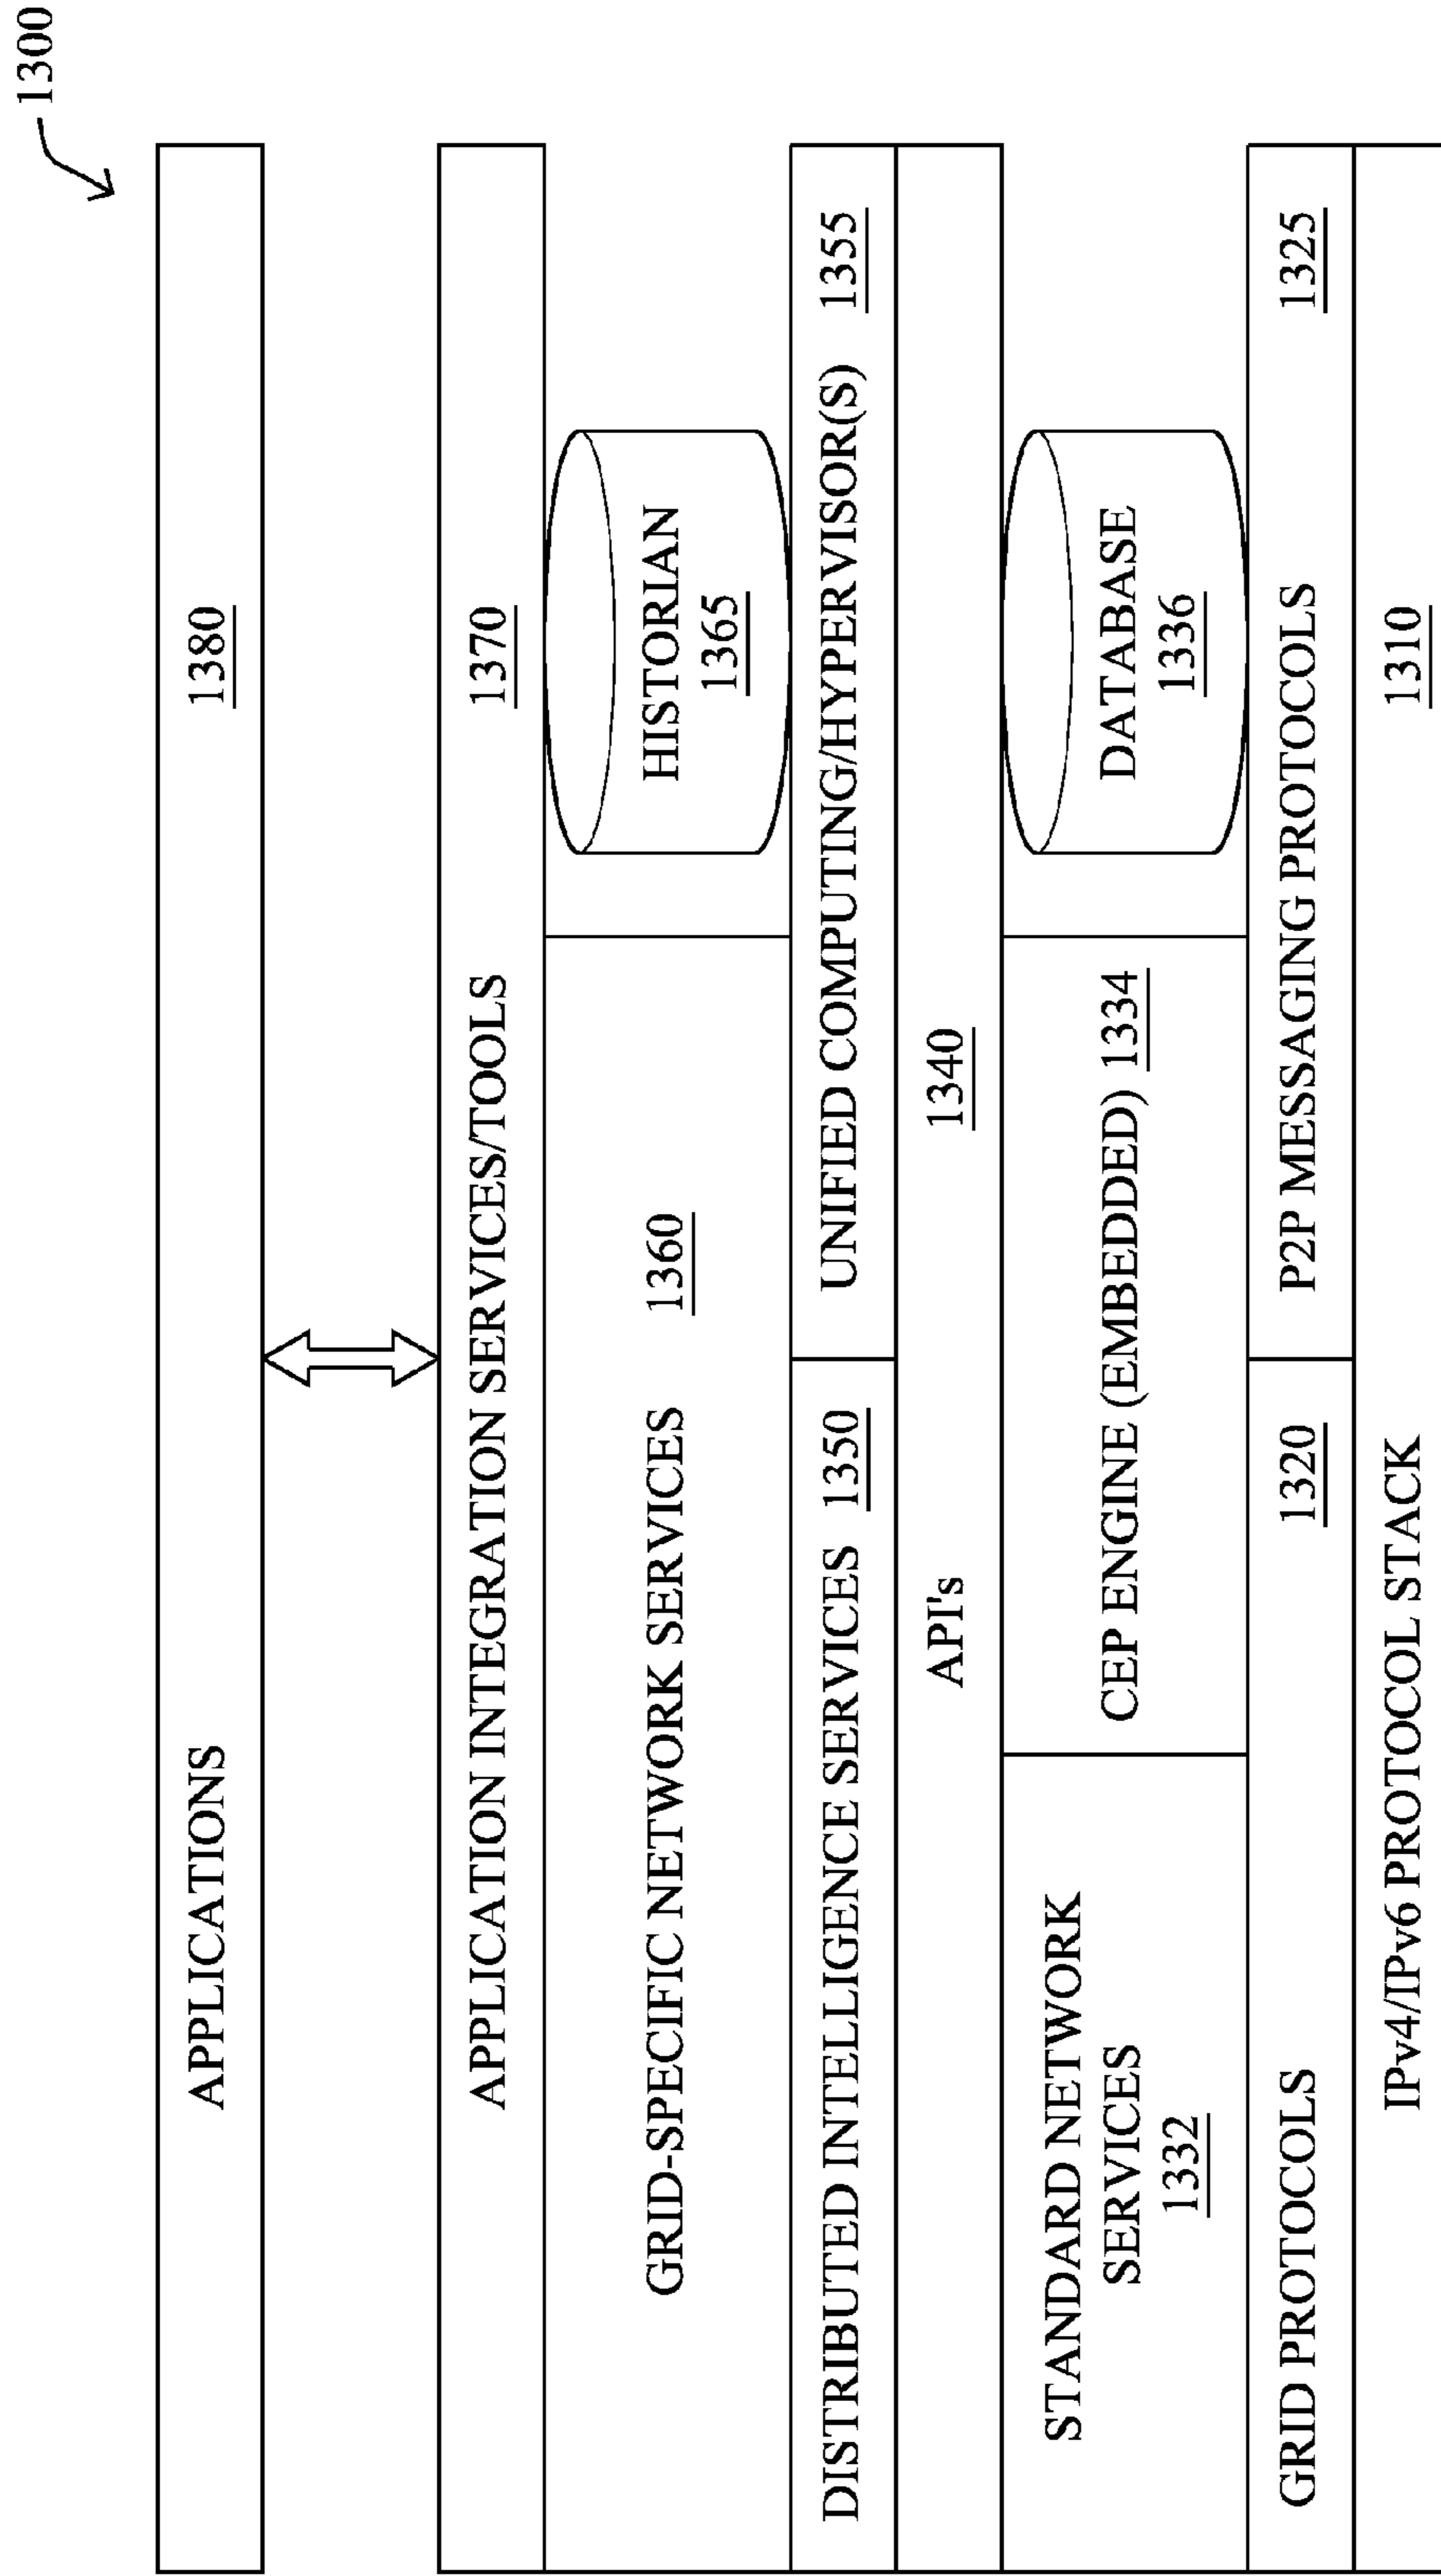 1300
APPLICATIONS 1380
APPLICATION INTEGRATION SERVICES/TOOLS 1370
GRID-SPECIFIC NETWORK SERVICES 1360
HISTORIAN
1365
DISTRIBUTED INTELLIGENCE SERVICES 1350
UNIFIED COMPUTING/HYPERVISOR(S) 1355
API's 1340
STANDARD NETWORK
SERVICES
1332
CEP ENGINE (EMBEDDED) 1334
DATABASE
1336
GRID PROTOCOLS 1320
P2P MESSAGING PROTOCOLS 1325
IPv4/IPv6 PROTOCOL STACK 1310